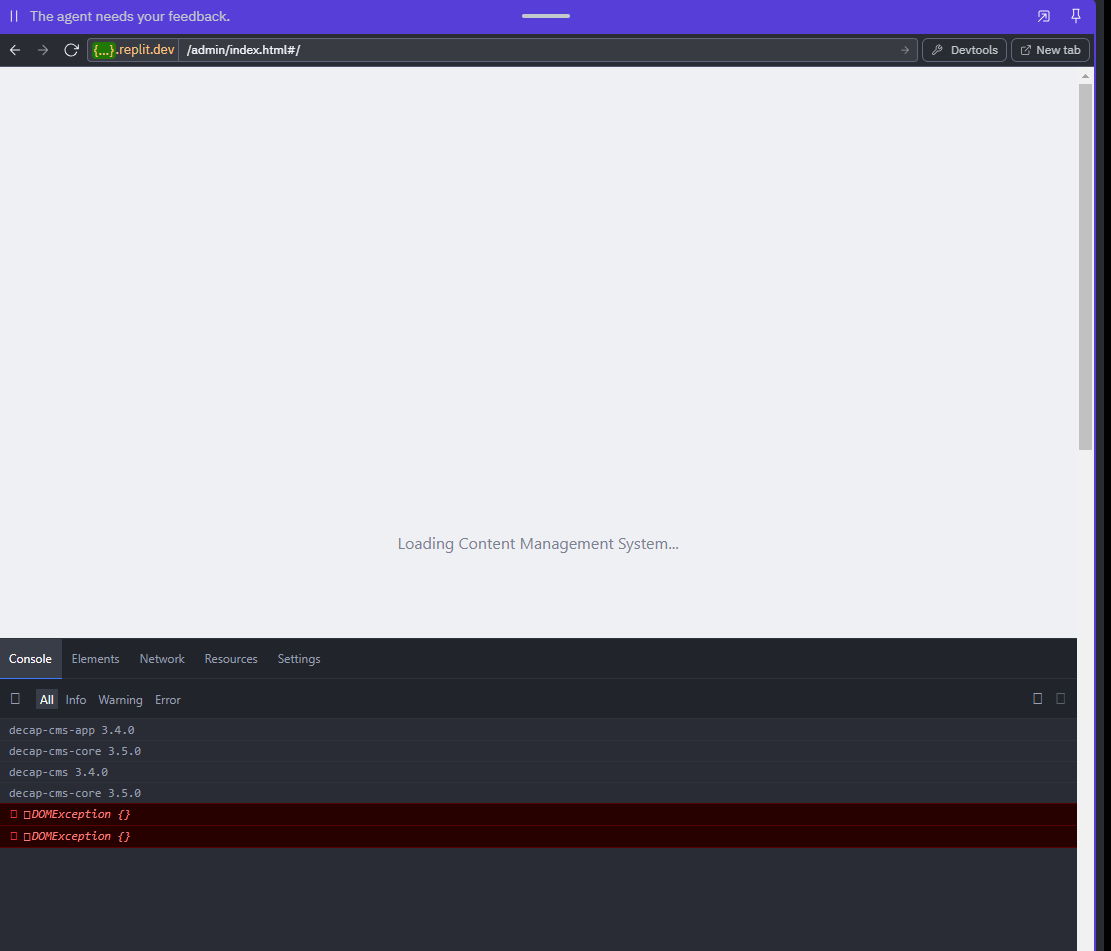 The agent needs your feedback.
{...}.replit.dev /admin/index.html#/ Devtools New tab
Loading Content Management System...
Console Elements Network Resources Settings
All Info Warning Error
decap-cms-app 3.4.0
decap-cms-core 3.5.0
decap-cms 3.4.0
decap-cms-core 3.5.0
DOMException {}
DOMException {}